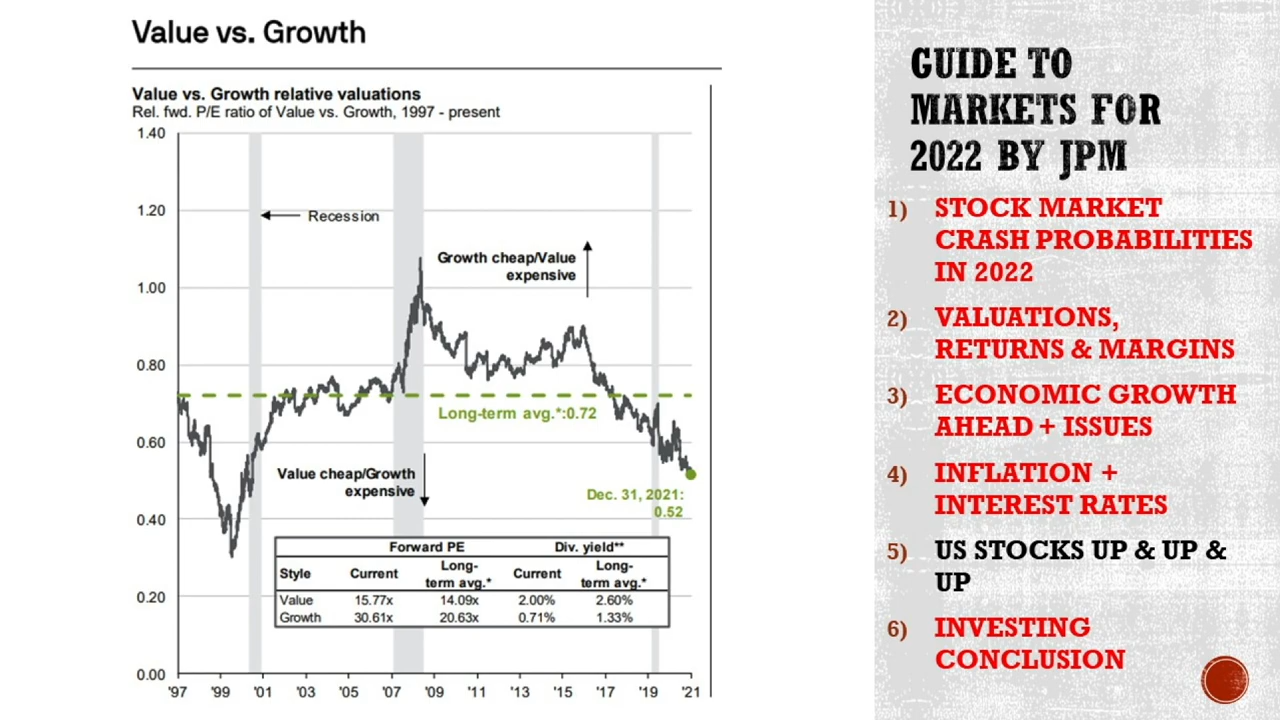 Value vs. Growth
Value vs. Growth relative valuations
Rel. fwd. P/E ratio of Value vs. Growth, 1997 - present
1.40
1.20
1.00
0.80
0.60
0.40
0.20
0.00
Recession
Growth cheap/Value
expensive
Long-term avg.*:0.72
Value cheap/Growth
expensive
Dec. 31, 2021:
0.52
Forward PE Div. yield**
Style Current Long-term avg.* Current Long-term avg.*
Value 15.77x 14.09x 2.00% 2.60%
Growth 30.61x 20.63x 0.71% 1.33%
'97 '99 '01 '03 '05 '07 '09 '11 '13 '15 '17 '19 '21
GUIDE TO
MARKETS FOR
2022 BY JPM
1) STOCK MARKET
CRASH PROBABILITIES
IN 2022
2) VALUATIONS,
RETURNS & MARGINS
3) ECONOMIC GROWTH
AHEAD + ISSUES
4) INFLATION +
INTEREST RATES
5) US STOCKS UP & UP &
UP
6) INVESTING
CONCLUSION